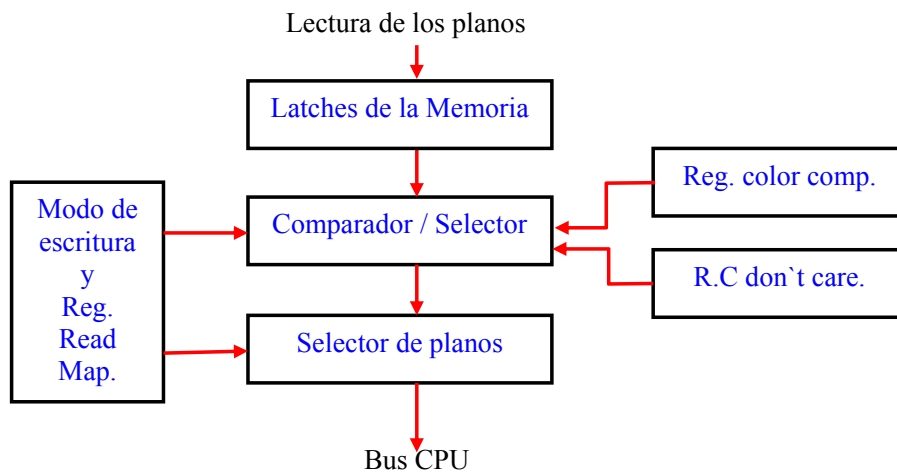 Lectura de los planos
Latches de la Memoria
Reg. color comp.
Modo de
escritura
y
Reg.
Read
Map.
Comparador / Selector
R.C don`t care.
Selector de planos
Bus CPU